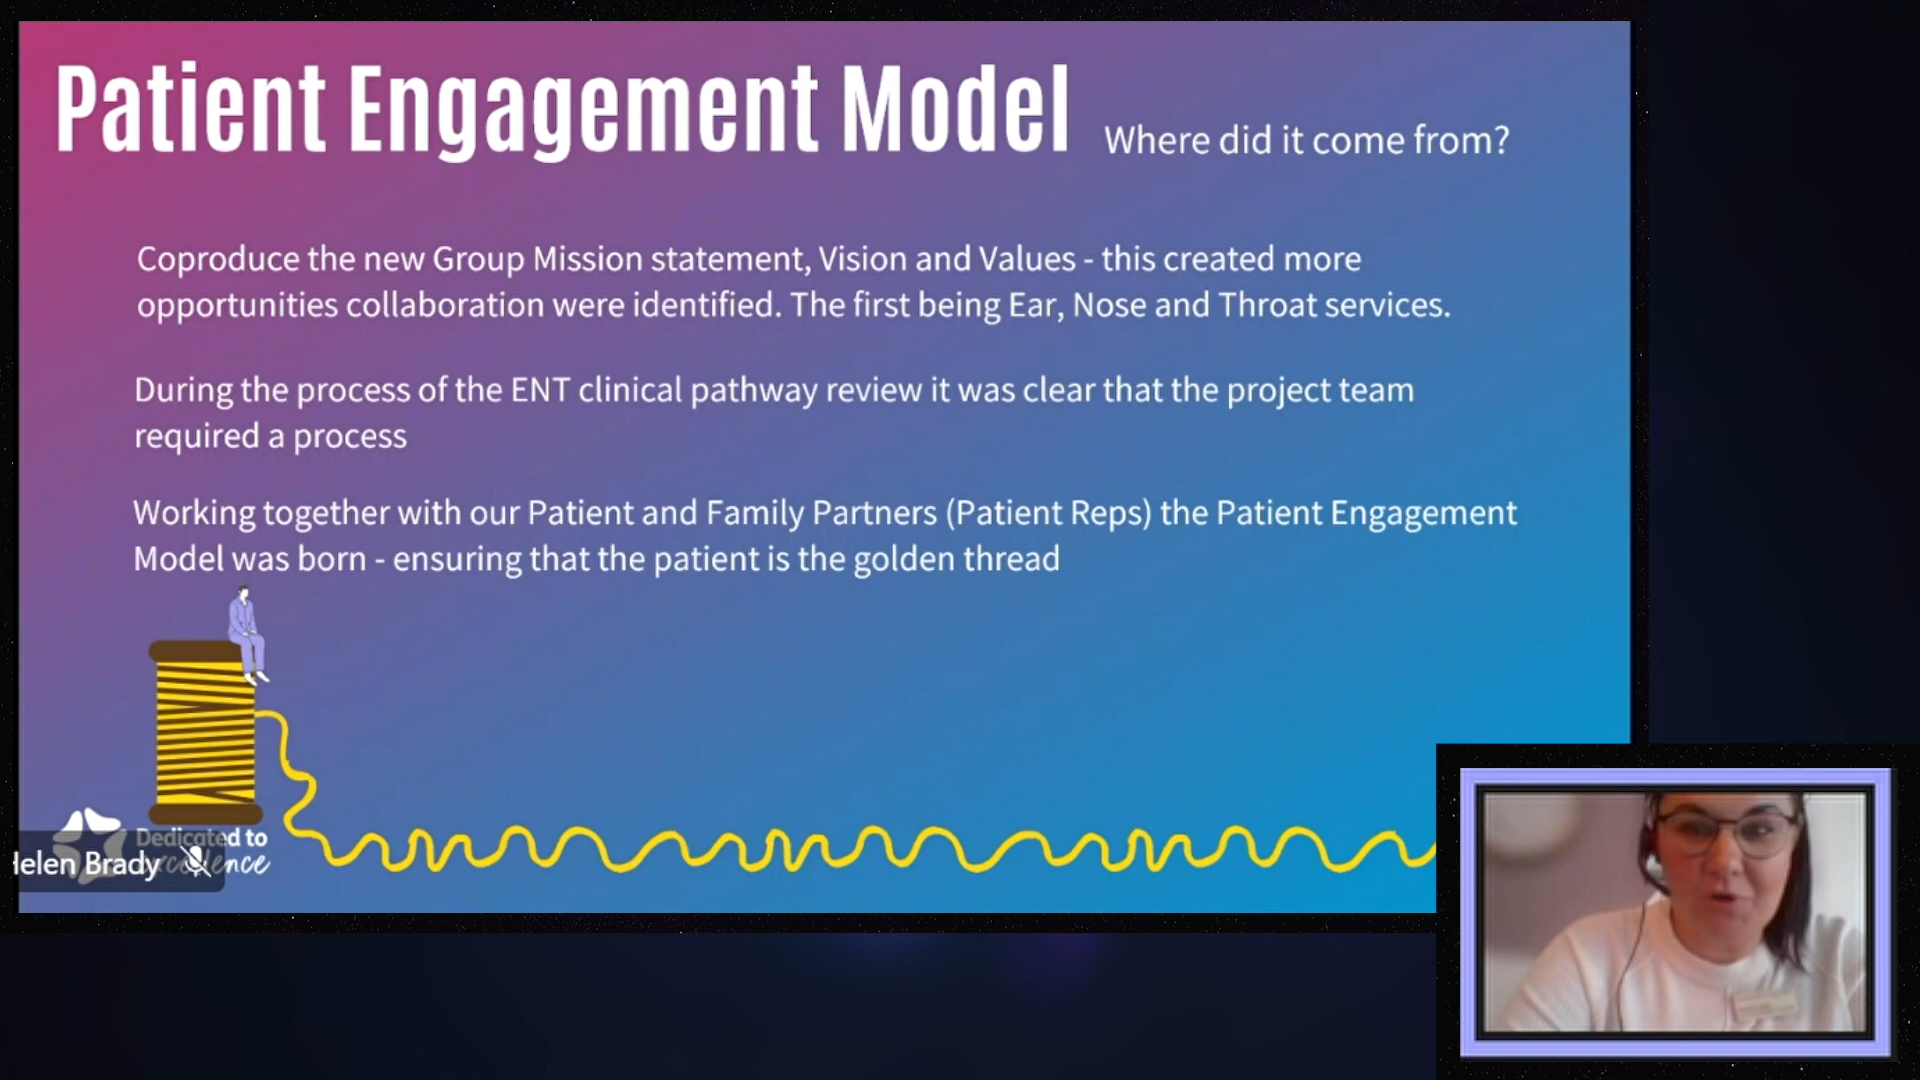 Patient Engagement Model Where did it come from?
Coproduce the new Group Mission statement, Vision and Values - this created more
opportunities collaboration were identified. The first being Ear, Nose and Throat services.
During the process of the ENT clinical pathway review it was clear that the project team
required a process
Working together with our Patient and Family Partners (Patient Reps) the Patient Engagement
Model was born - ensuring that the patient is the golden thread
Dedicated to
Helen Brady